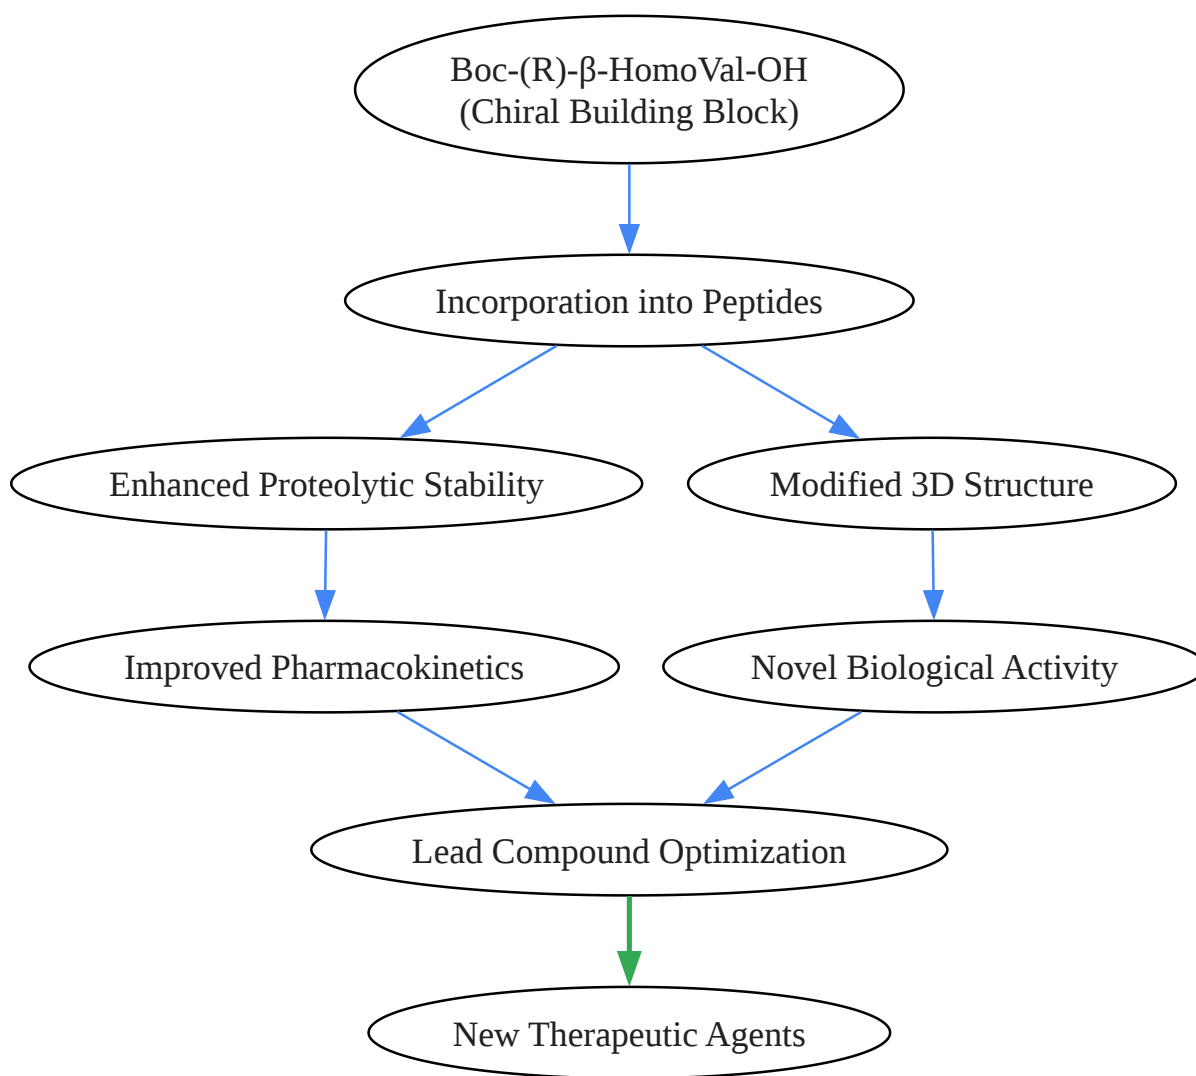 Boc-(R)-β-HomoVal-OH
(Chiral Building Block)
Incorporation into Peptides
Enhanced Proteolytic Stability
Modified 3D Structure
Improved Pharmacokinetics
Novel Biological Activity
Lead Compound Optimization
New Therapeutic Agents